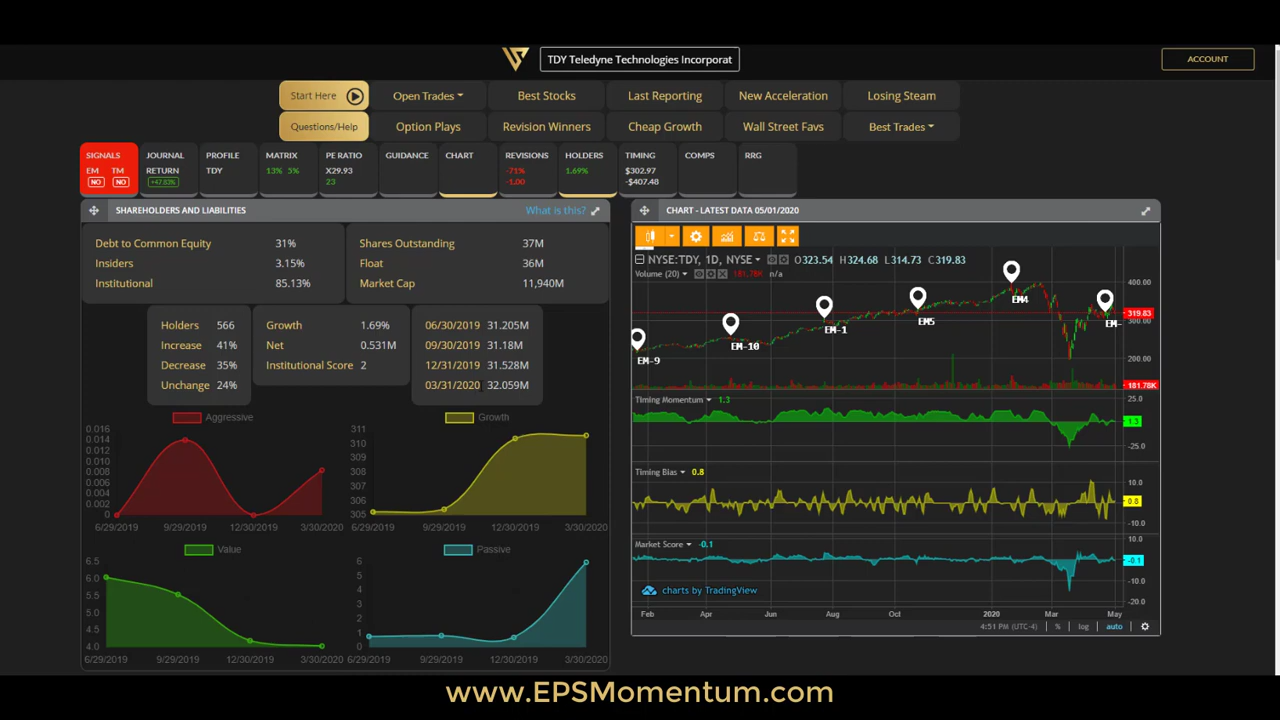 TDY Teledyne Technologies Incorporat
ACCOUNT
Start Here
Open Trades
Best Stocks
Last Reporting
New Acceleration
Losing Steam
Questions/Help
Option Plays
Revision Winners
Cheap Growth
Wall Street Favs
Best Trades
SIGNALS
EM TM
NO NO
JOURNAL
RETURN
+47.83%
PROFILE
TDY
MATRIX
13% 5%
PE RATIO
X29.93
23
GUIDANCE
CHART
REVISIONS
-71%
-1.00
HOLDERS
1.69%
TIMING
$302.97
-$407.48
COMPS
RRG
SHAREHOLDERS AND LIABILITIES
What is this?
Debt to Common Equity 31%
Insiders 3.15%
Institutional 85.13%
Shares Outstanding 37M
Float 36M
Market Cap 11,940M
Holders 566
Increase 41%
Decrease 35%
Unchange 24%
Growth 1.69%
Net 0.531M
Institutional Score 2
06/30/2019 31.205M
09/30/2019 31.18M
12/31/2019 31.528M
03/31/2020 32.059M
Aggressive
0.016
0.014
0.012
0.010
0.008
0.006
0.004
0.002
0
6/29/2019 9/29/2019 12/30/2019 3/30/2020
Growth
311
310
309
308
307
306
305
6/29/2019 9/29/2019 12/30/2019 3/30/2020
Value
6.5
6.0
5.5
5.0
4.5
4.0
6/29/2019 9/29/2019 12/30/2019 3/30/2020
Passive
6
5
4
3
2
1
0
6/29/2019 9/29/2019 12/30/2019 3/30/2020
CHART - LATEST DATA 05/01/2020
NYSE:TDY, 1D, NYSE O323.54 H324.68 L314.73 C319.83
Volume (20) 181.78K n/a
EM-9
EM-10
EM-1
EM5
EM4
EM-
400.00
319.83
300.00
200.00
181.78K
Timing Momentum 1.3
25.0
1.3
-25.0
Timing Bias 0.8
10.0
0.8
-10.0
Market Score -0.1
10.0
-0.1
-10.0
-20.0
charts by TradingView
Feb Apr Jun Aug Oct 2020 Mar May
4:51 PM (UTC-4) % log auto
www.EPSMomentum.com